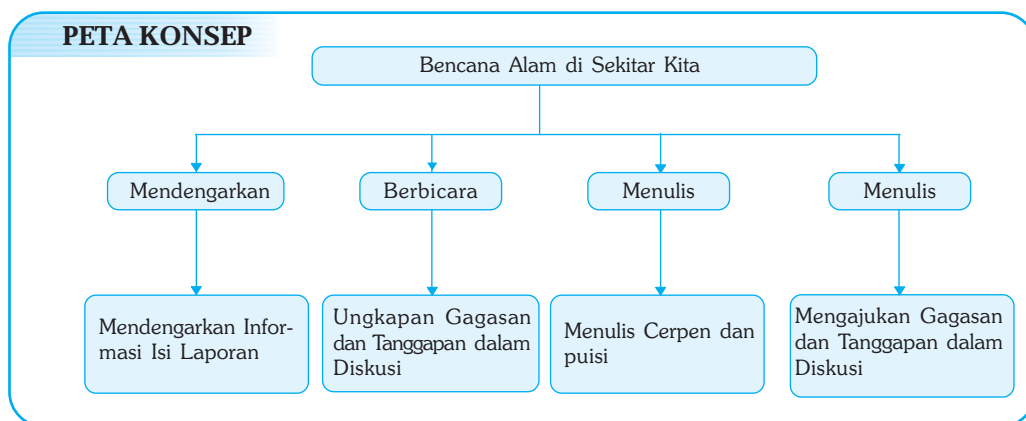 PETA KONSEP
Bencana Alam di Sekitar Kita
Mendengarkan
Berbicara
Menulis
Menulis
Mendengarkan Infor-
masi Isi Laporan
Ungkapan Gagasan
dan Tanggapan dalam
Diskusi
Menulis Cerpen dan
puisi
Mengajukan Gagasan
dan Tanggapan dalam
Diskusi